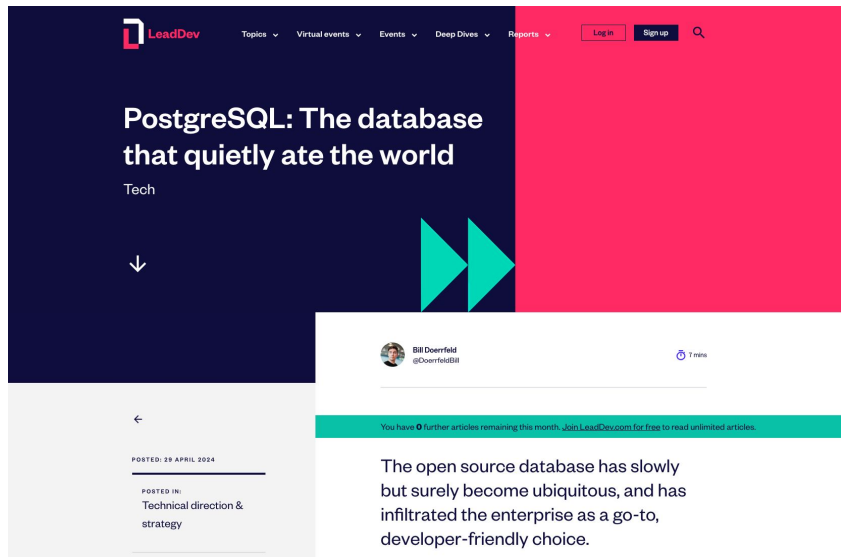 LeadDev
Topics
Virtual events
Events
Deep Dives
Reports
Log in
Sign up
PostgreSQL: The database
that quietly ate the world
Tech
Bill Doerrfeld
@DoerrfeldBill
7 mins
You have 0 further articles remaining this month. Join LeadDev.com for free to read unlimited articles.
POSTED: 29 APRIL 2024
POSTED IN:
Technical direction &
strategy
The open source database has slowly
but surely become ubiquitous, and has
infiltrated the enterprise as a go-to,
developer-friendly choice.